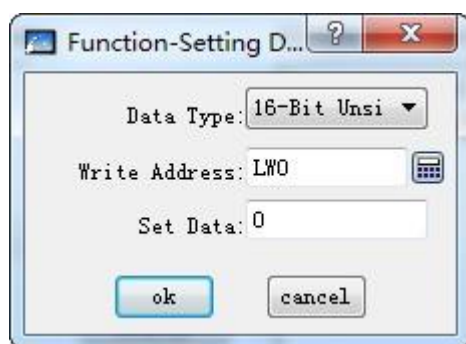 Function-Setting D...
Data Type: 16-Bit Unsi
Write Address: LW0
Set Data: 0
ok cancel